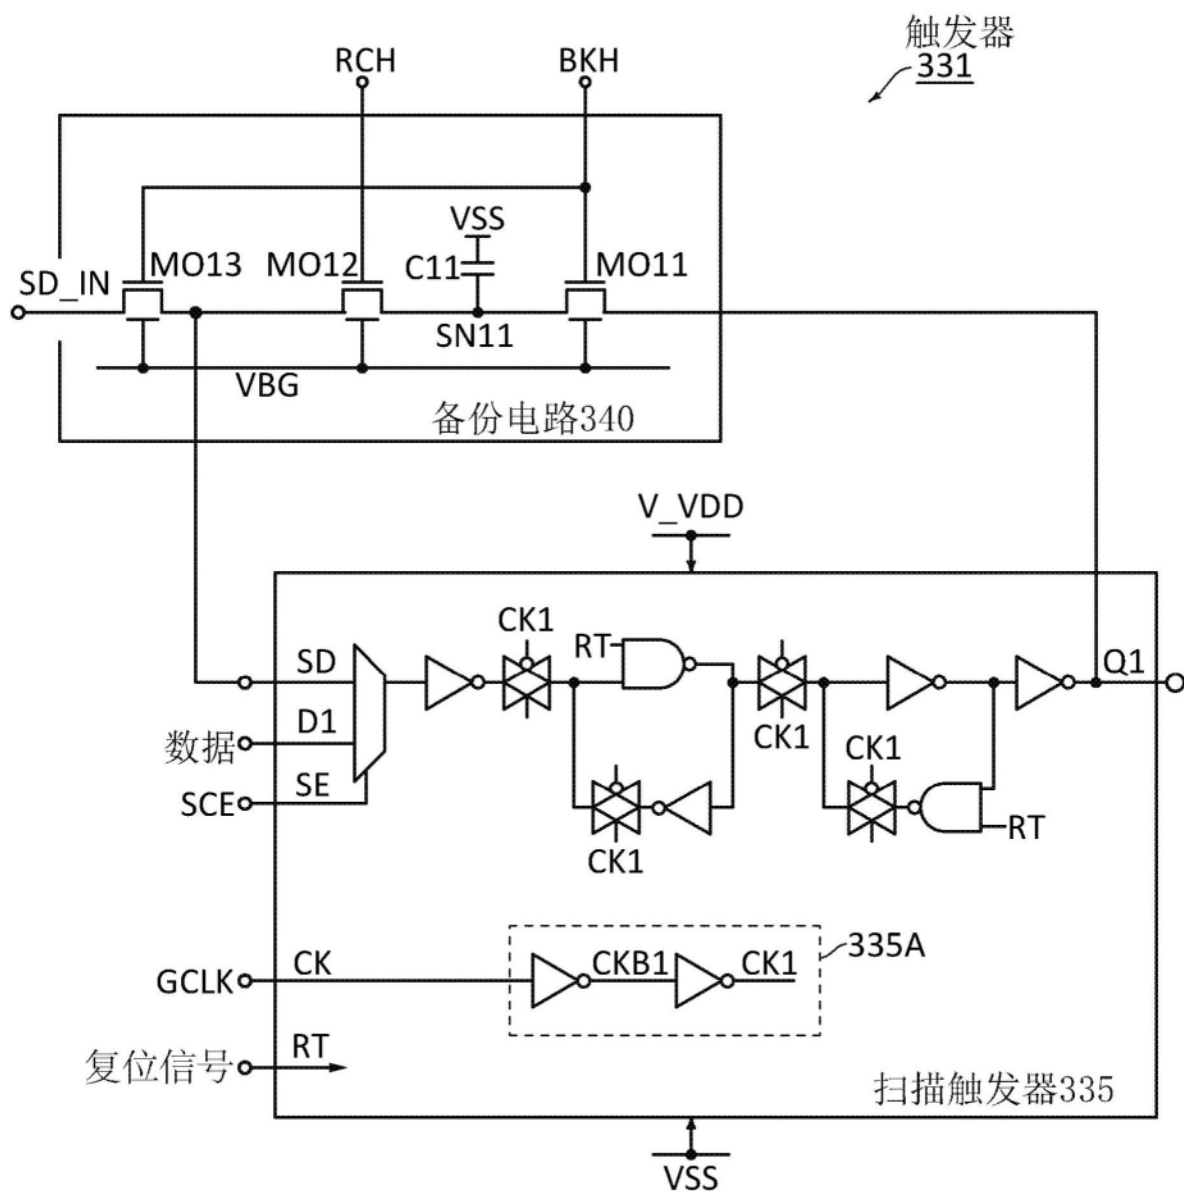 触发器
331
RCH
BKH
VSS
MO13
MO12
C11
MO11
SD_IN
SN11
VBG
备份电路340
V_VDD
CK1
RT
CK1
SD
D1
SE
数据
SCE
CK1
CK1
RT
Q1
335A
CK
CKB1
CK1
GCLK
RT
复位信号
扫描触发器335
VSS